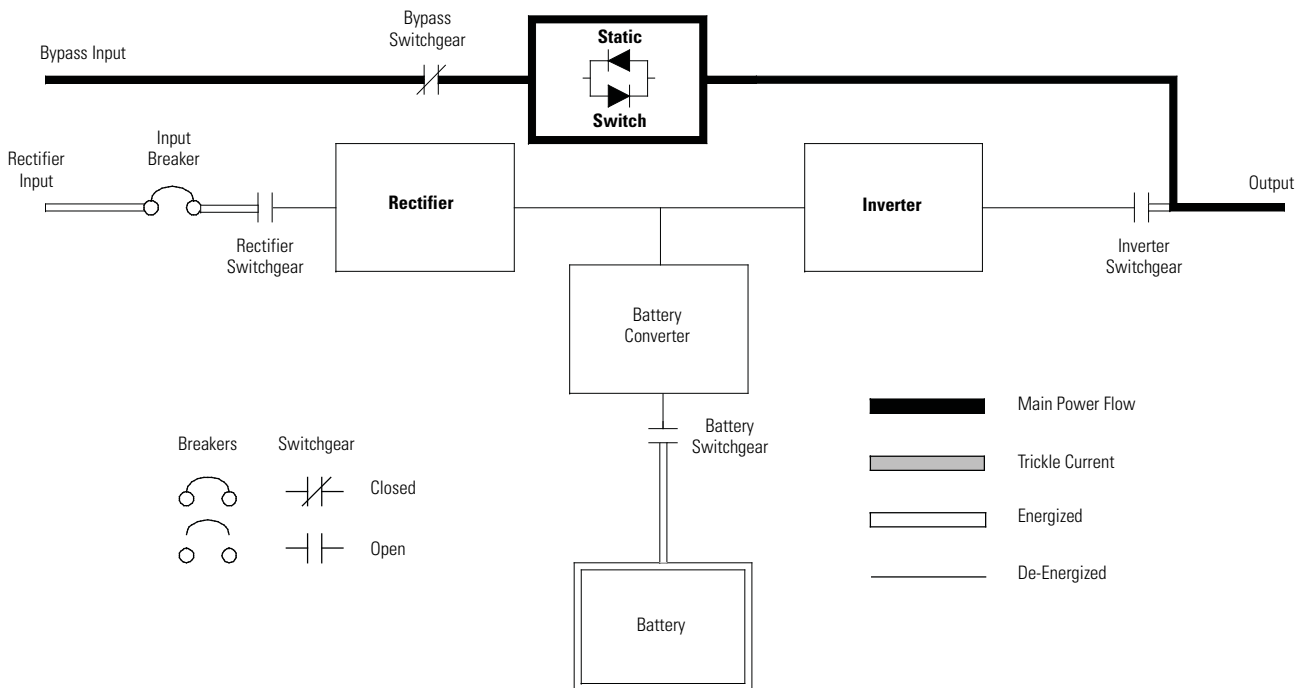 Bypass Input
Bypass
Switchgear
Static
Switch
Rectifier
Input
Input
Breaker
Rectifier
Switchgear
Rectifier
Inverter
Inverter
Switchgear
Output
Battery
Converter
Battery
Switchgear
Battery
Breakers
Switchgear
Closed
Open
Main Power Flow
Trickle Current
Energized
De-Energized